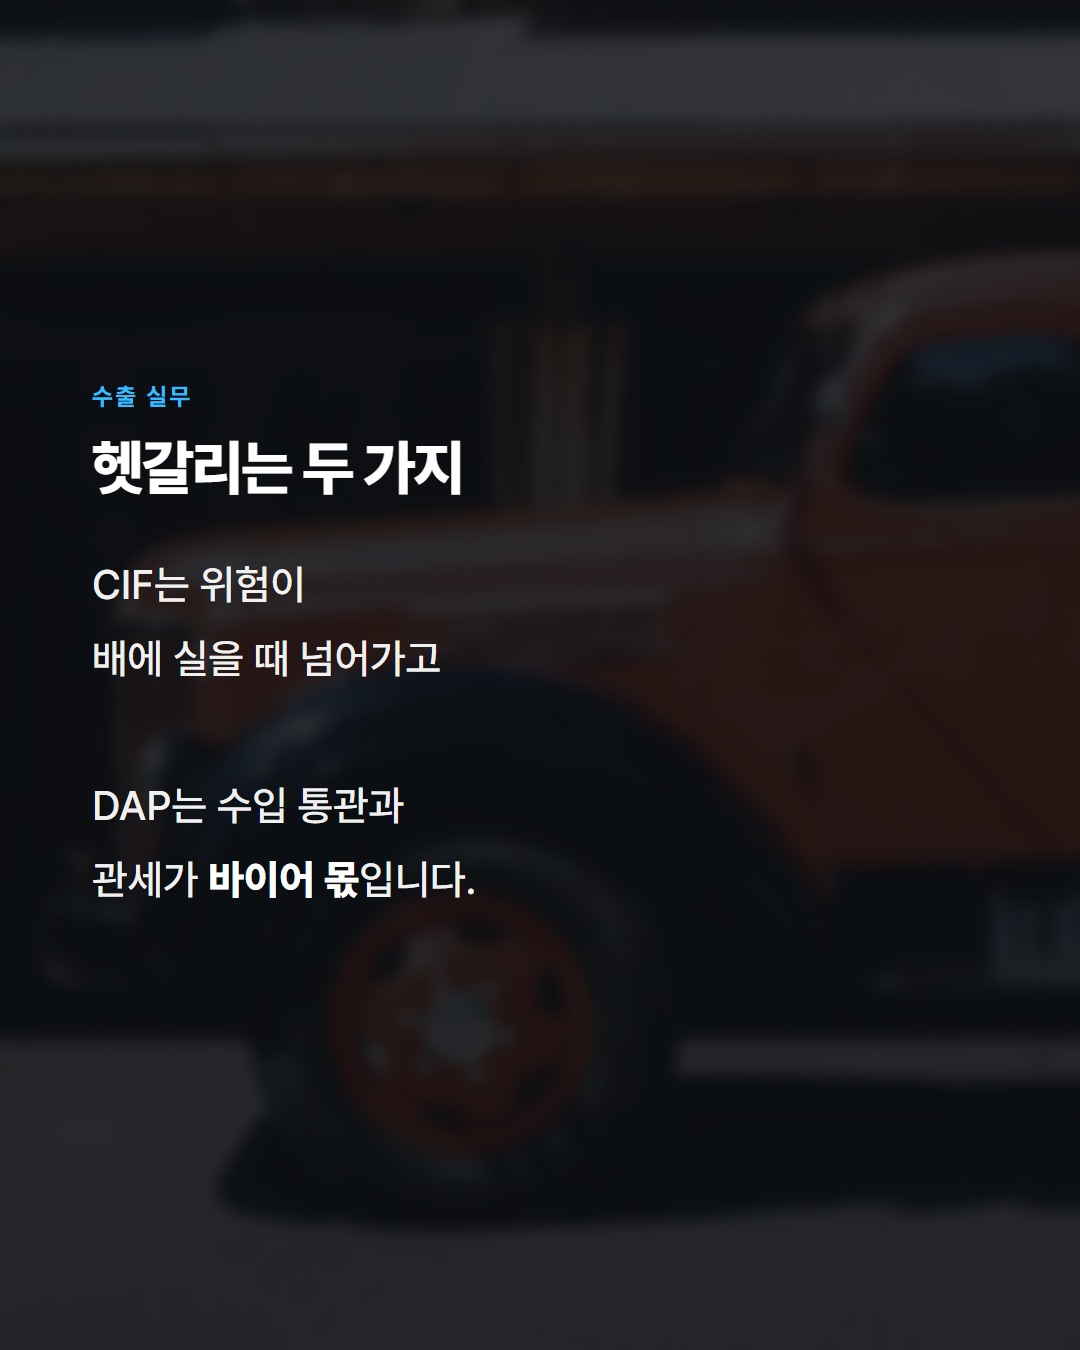 수출 실무
헷갈리는 두 가지
CIF는 위험이
배에 실을 때 넘어가고
DAP는 수입 통관과
관세가 바이어 몫입니다.